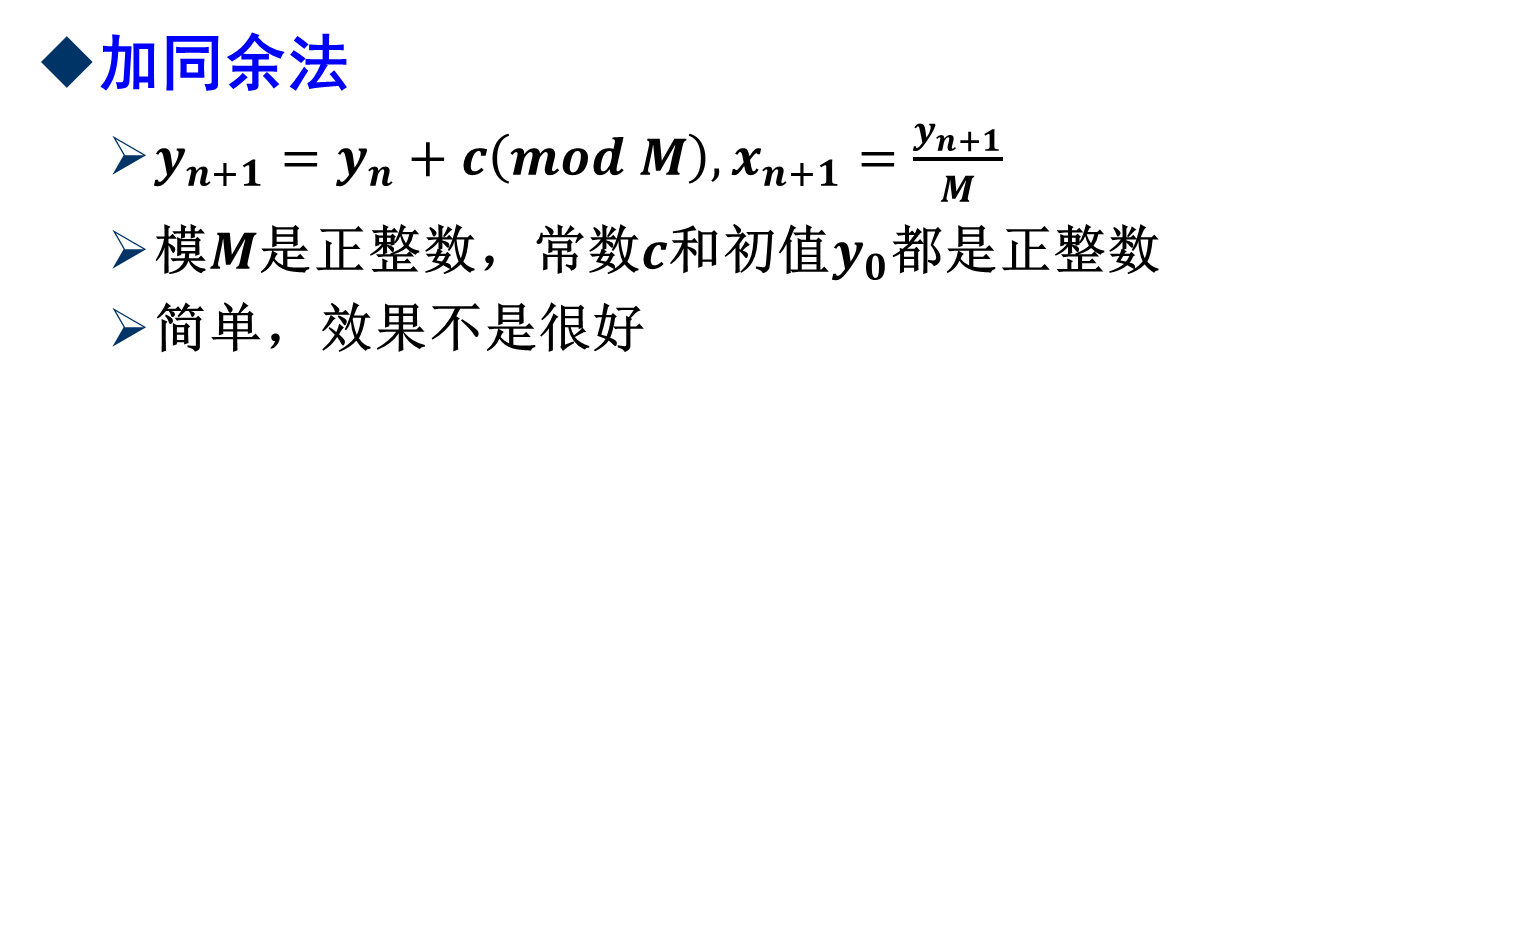 ◆加同余法
➢y_{n+1} = y_n + c(mod M), x_{n+1} = \frac{y_{n+1}}{M}
➢模M是正整数，常数c和初值y_0都是正整数
➢简单，效果不是很好